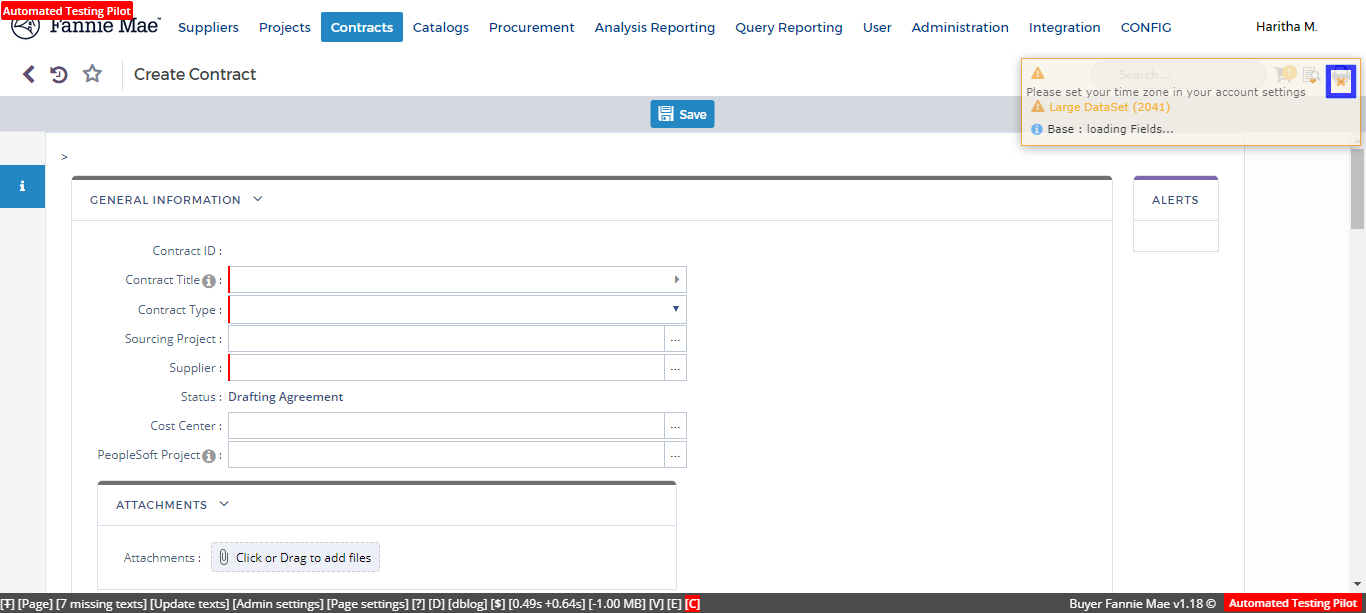 Automated Testing Pilot
Fannie Mae
Suppliers Projects Contracts Catalogs Procurement Analysis Reporting Query Reporting User Administration Integration CONFIG Haritha M.
Create Contract
Search ...
1
Please set your time zone in your account settings
Large DataSet (2041)
Base : loading Fields...
Save
>
GENERAL INFORMATION
ALERTS
Contract ID :
Contract Title :
Contract Type :
Sourcing Project : ...
Supplier : ...
Status : Drafting Agreement
Cost Center : ...
PeopleSoft Project : ...
ATTACHMENTS
Attachments : Click or Drag to add files
[Ŧ] [Page] [7 missing texts] [Update texts] [Admin settings] [Page settings] [?] [D] [dblog] [$] [0.49s +0.64s] [-1.00 MB] [V] [E] [C] Buyer Fannie Mae v1.18 © Automated Testing Pilot